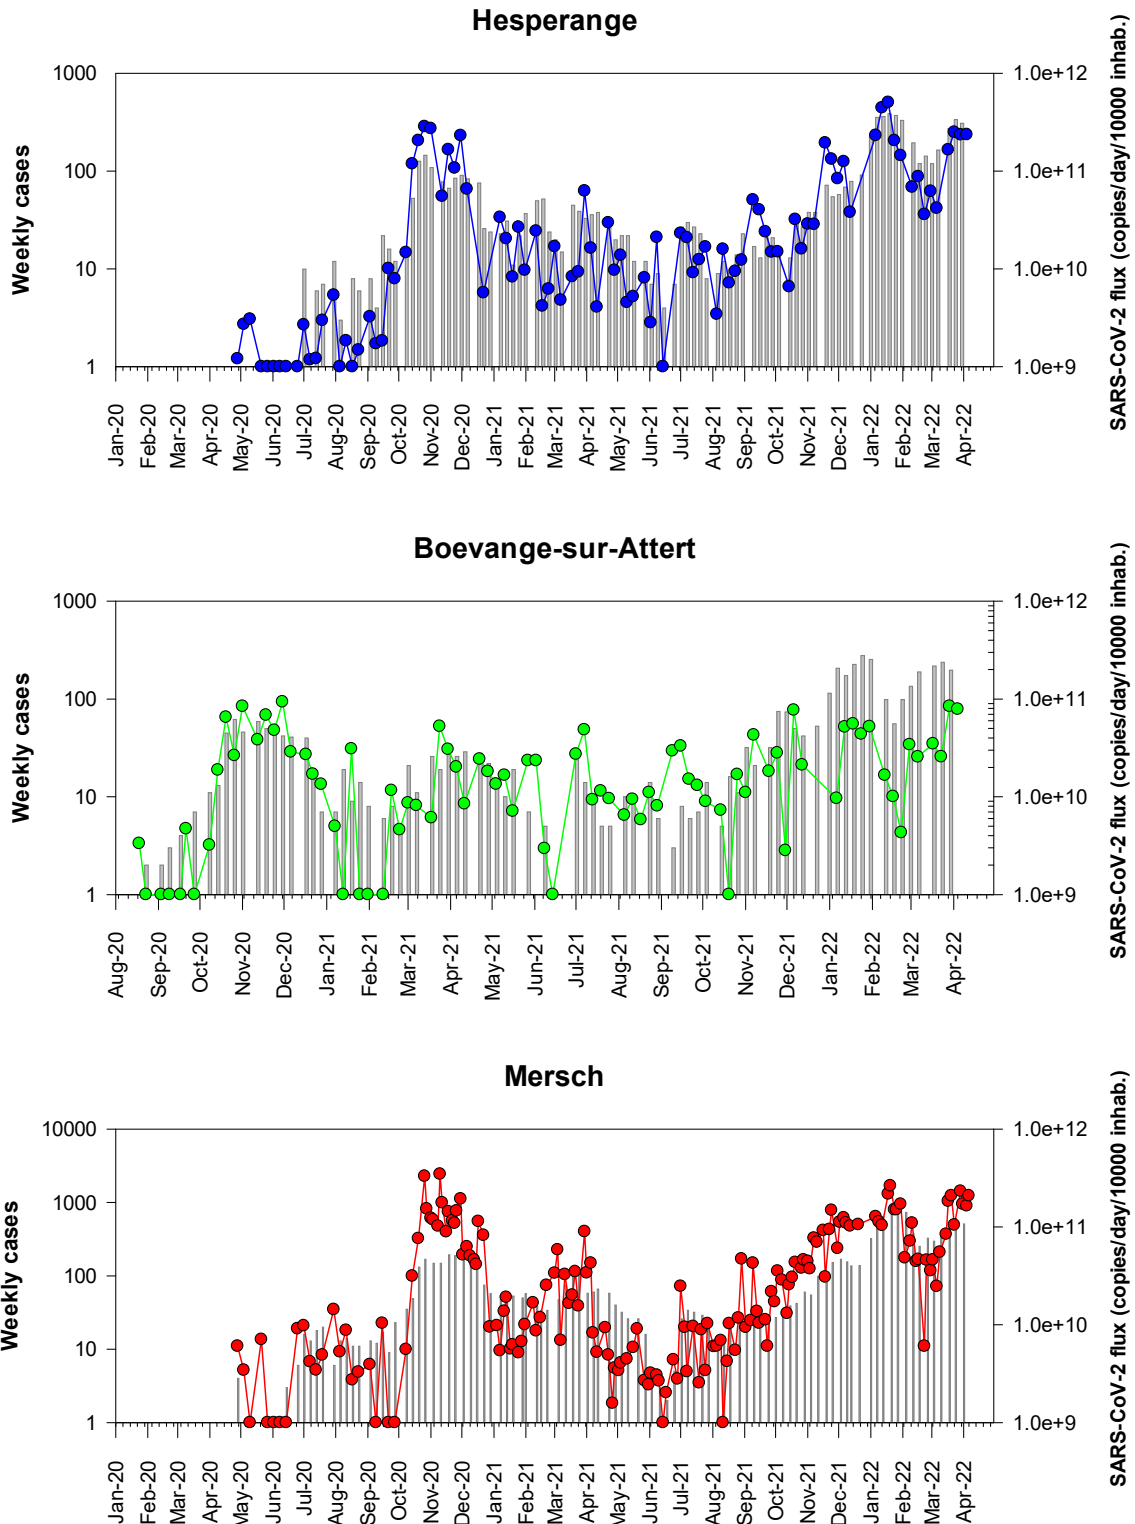 Hesperange
Weekly cases
1000
100
10
1
1.0e+12
1.0e+11
1.0e+10
1.0e+9
SARS-CoV-2 flux (copies/day/10000 inhab.)
Jan-20 Feb-20 Mar-20 Apr-20 May-20 Jun-20 Jul-20 Aug-20 Sep-20 Oct-20 Nov-20 Dec-20 Jan-21 Feb-21 Mar-21 Apr-21 May-21 Jun-21 Jul-21 Aug-21 Sep-21 Oct-21 Nov-21 Dec-21 Jan-22 Feb-22 Mar-22 Apr-22
Boevange-sur-Attert
Weekly cases
1000
100
10
1
1.0e+12
1.0e+11
1.0e+10
1.0e+9
SARS-CoV-2 flux (copies/day/10000 inhab.)
Aug-20 Sep-20 Oct-20 Nov-20 Dec-20 Jan-21 Feb-21 Mar-21 Apr-21 May-21 Jun-21 Jul-21 Aug-21 Sep-21 Oct-21 Nov-21 Dec-21 Jan-22 Feb-22 Mar-22 Apr-22
Mersch
Weekly cases
10000
1000
100
10
1
1.0e+12
1.0e+11
1.0e+10
1.0e+9
SARS-CoV-2 flux (copies/day/10000 inhab.)
Jan-20 Feb-20 Mar-20 Apr-20 May-20 Jun-20 Jul-20 Aug-20 Sep-20 Oct-20 Nov-20 Dec-20 Jan-21 Feb-21 Mar-21 Apr-21 May-21 Jun-21 Jul-21 Aug-21 Sep-21 Oct-21 Nov-21 Dec-21 Jan-22 Feb-22 Mar-22 Apr-22